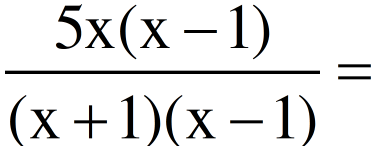 5x(x − 1)
(x + 1)(x − 1) =